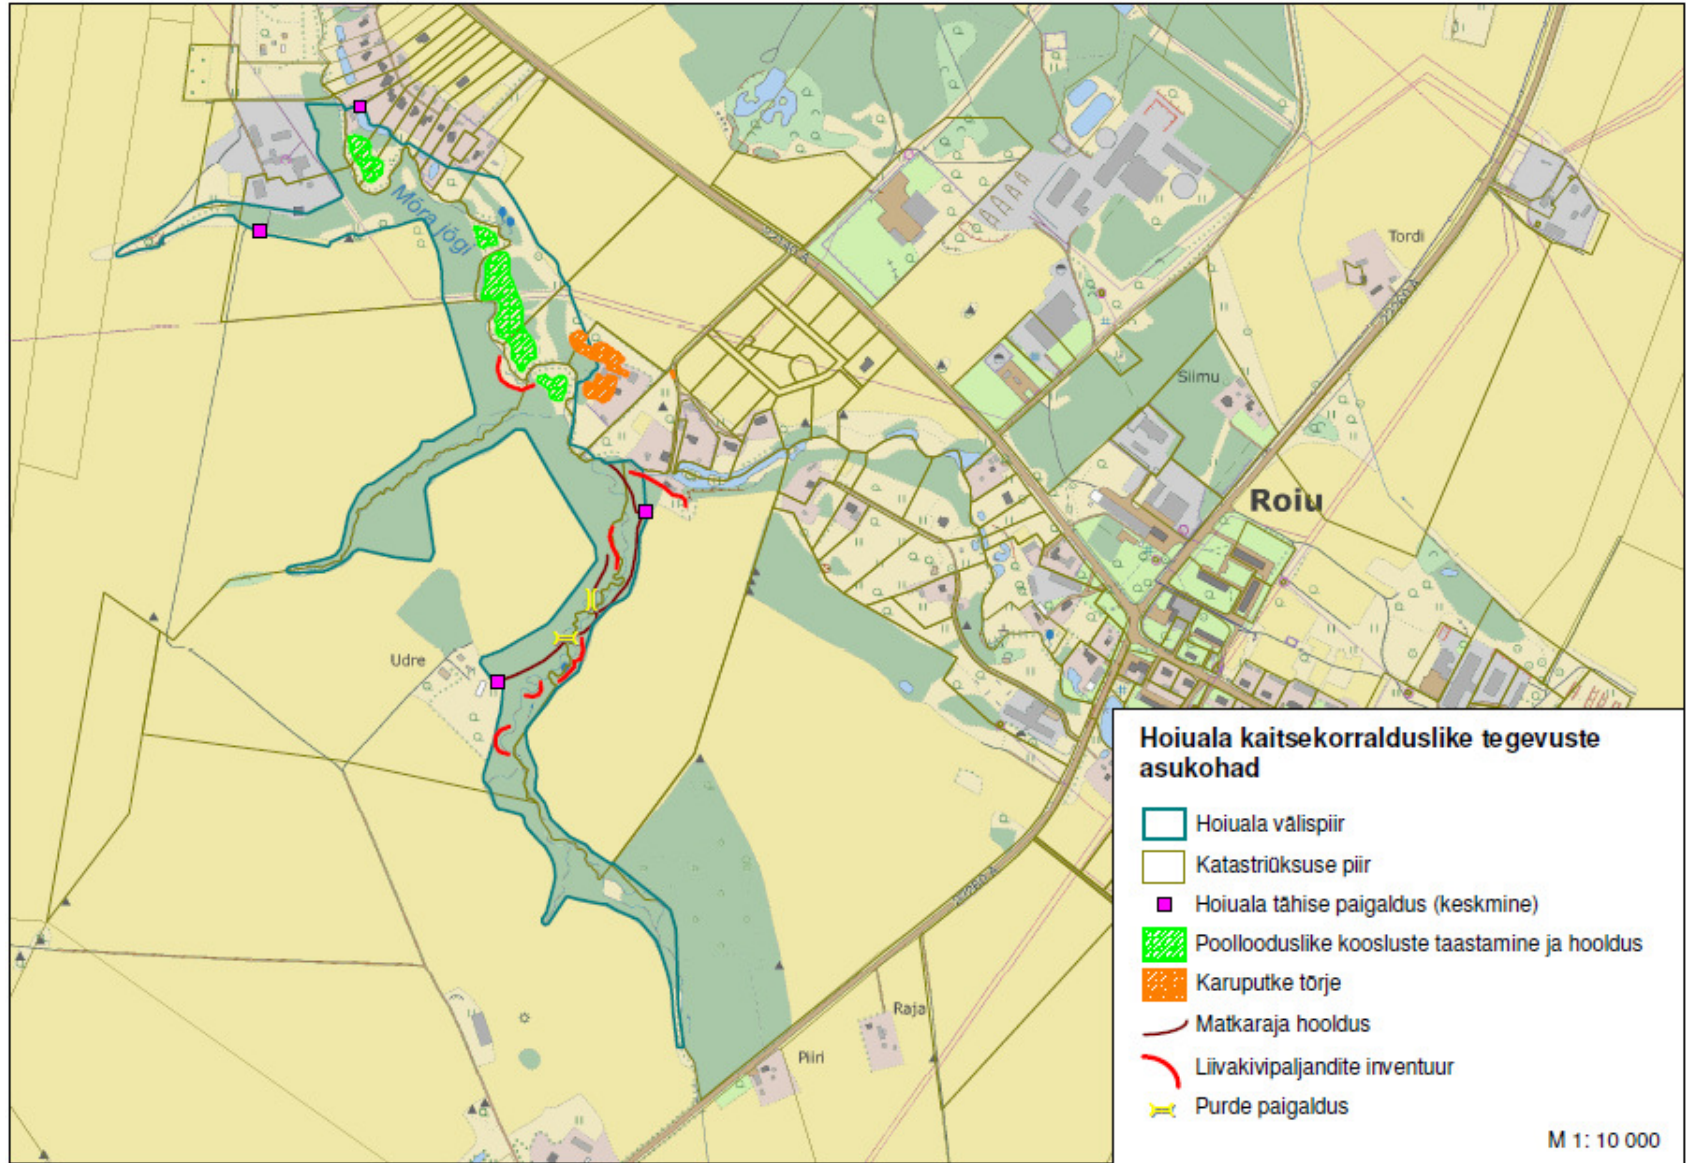 Mõra jõgi
Tordi
Siimu
Roiu
Udre
Raja
Piiri
Hoiuala kaitsekorralduslike tegevuste
asukohad
Hoiuala välispiir
Katastriüksuse piir
Hoiuala tähise paigaldus (keskmine)
Poollooduslike koosluste taastamine ja hooldus
Karuputke tõrje
Matkaraja hooldus
Liivakivipaljandite inventuur
Purde paigaldus
M 1: 10 000